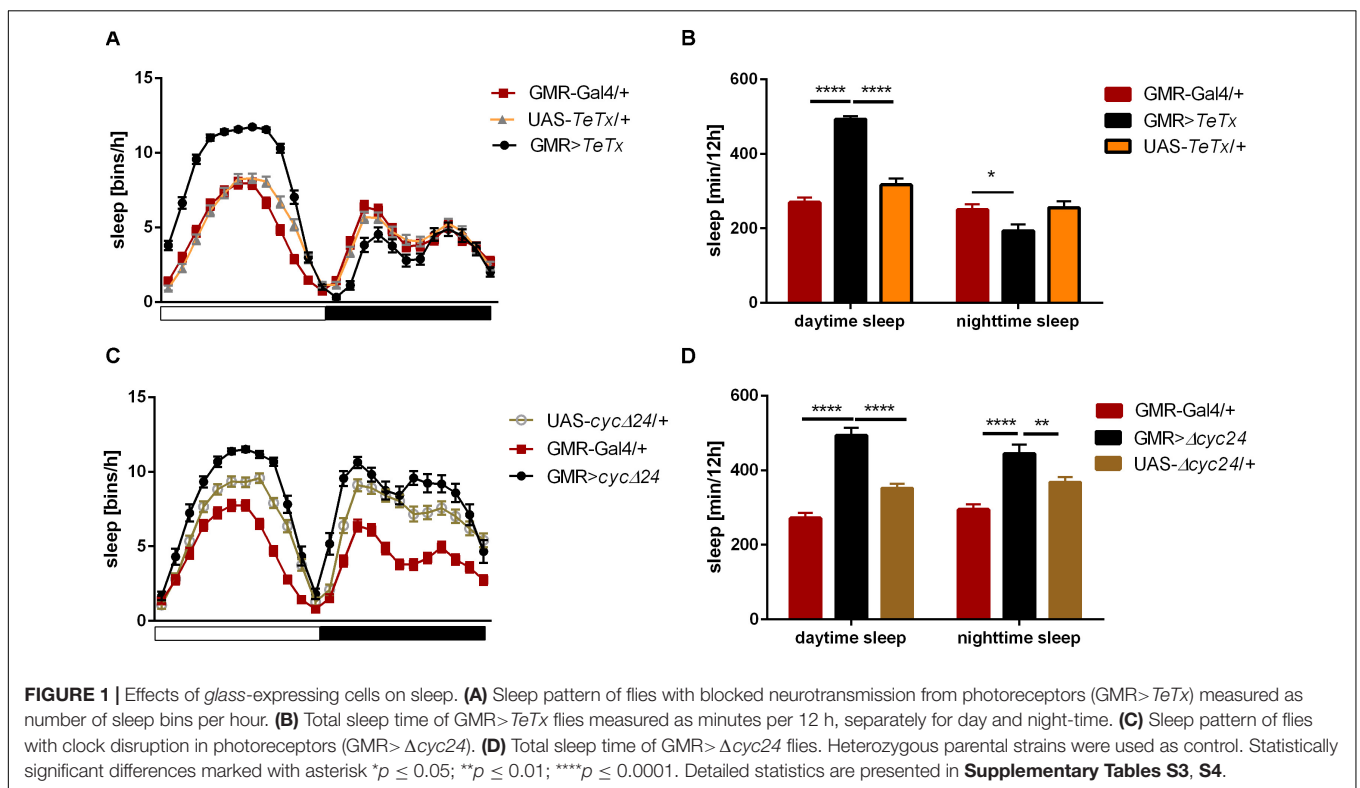 A
sleep [bins/h]
15
10
5
0
GMR-Gal4/+
UAS-TeTx/+
GMR>TeTx
B
sleep [min/12h]
600
400
200
0
**** ****
*
daytime sleep nighttime sleep
GMR-Gal4/+
GMR>TeTx
UAS-TeTx/+
C
sleep [bins/h]
15
10
5
0
UAS-cycΔ24/+
GMR-Gal4/+
GMR>cycΔ24
D
sleep [min/12h]
600
400
200
0
**** ****
**** **
daytime sleep nighttime sleep
GMR-Gal4/+
GMR>Δcyc24
UAS-Δcyc24/+
FIGURE 1 | Effects of glass-expressing cells on sleep. (A) Sleep pattern of flies with blocked neurotransmission from photoreceptors (GMR>TeTx) measured as
number of sleep bins per hour. (B) Total sleep time of GMR>TeTx flies measured as minutes per 12 h, separately for day and night-time. (C) Sleep pattern of flies
with clock disruption in photoreceptors (GMR>Δcyc24). (D) Total sleep time of GMR>Δcyc24 flies. Heterozygous parental strains were used as control. Statistically
significant differences marked with asterisk *p ≤ 0.05; **p ≤ 0.01; ****p ≤ 0.0001. Detailed statistics are presented in Supplementary Tables S3, S4.